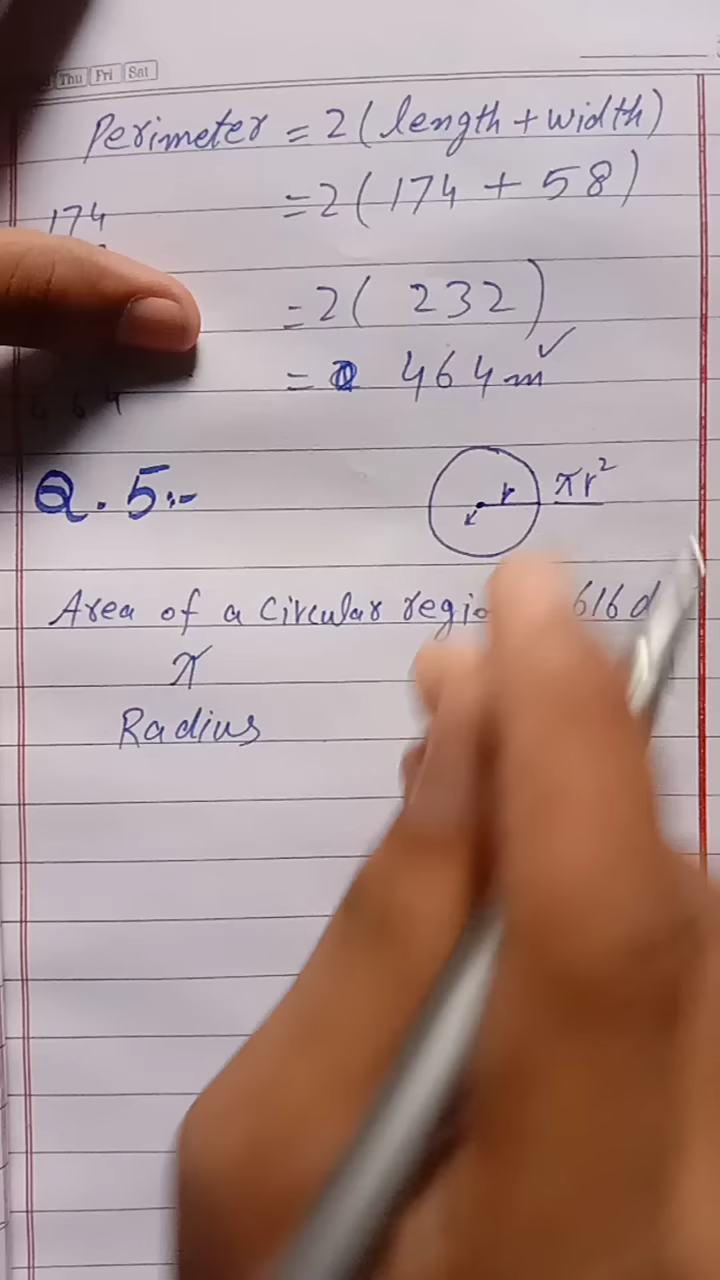 Thu Fri Sat
Perimeter = 2(length + width)
174
= 2(174 + 58)
= 2( 232 )
= 464 m
Q. 5:-
r
r
πr²
Area of a circular 616 d
π
Radius